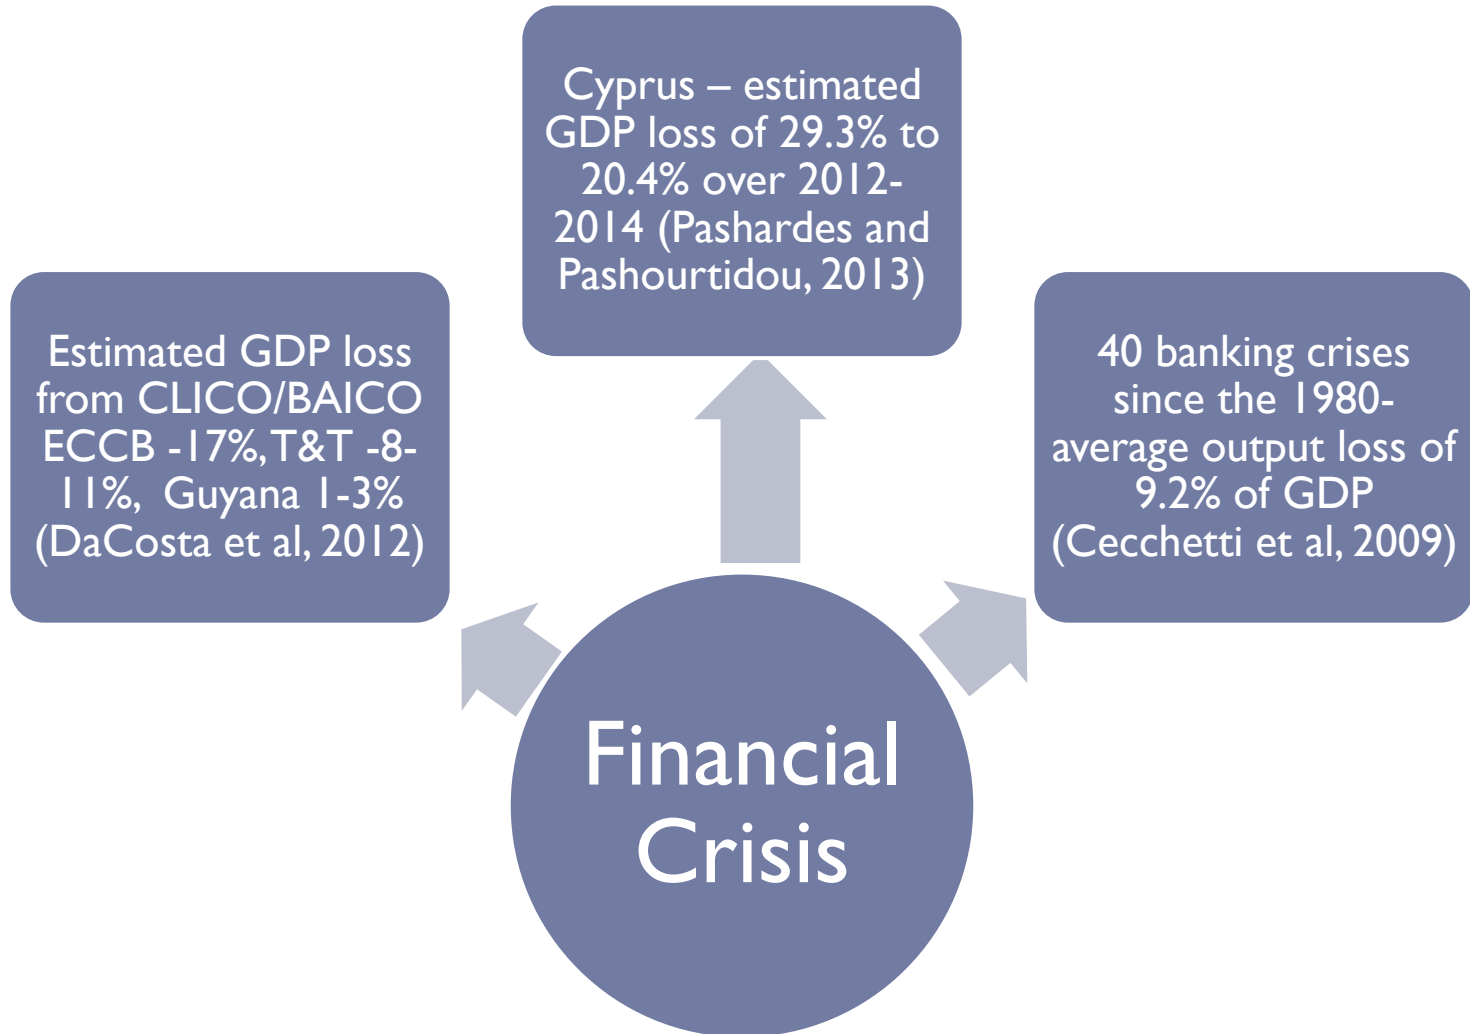 Cyprus – estimated
GDP loss of 29.3% to
20.4% over 2012-
2014 (Pashardes and
Pashourtidou, 2013)
Estimated GDP loss
from CLICO/BAICO
ECCB -17%, T&T -8-
11%,  Guyana 1-3%
(DaCosta et al, 2012)
40 banking crises
since the 1980-
average output loss of
9.2% of GDP
(Cecchetti et al, 2009)
Financial
Crisis